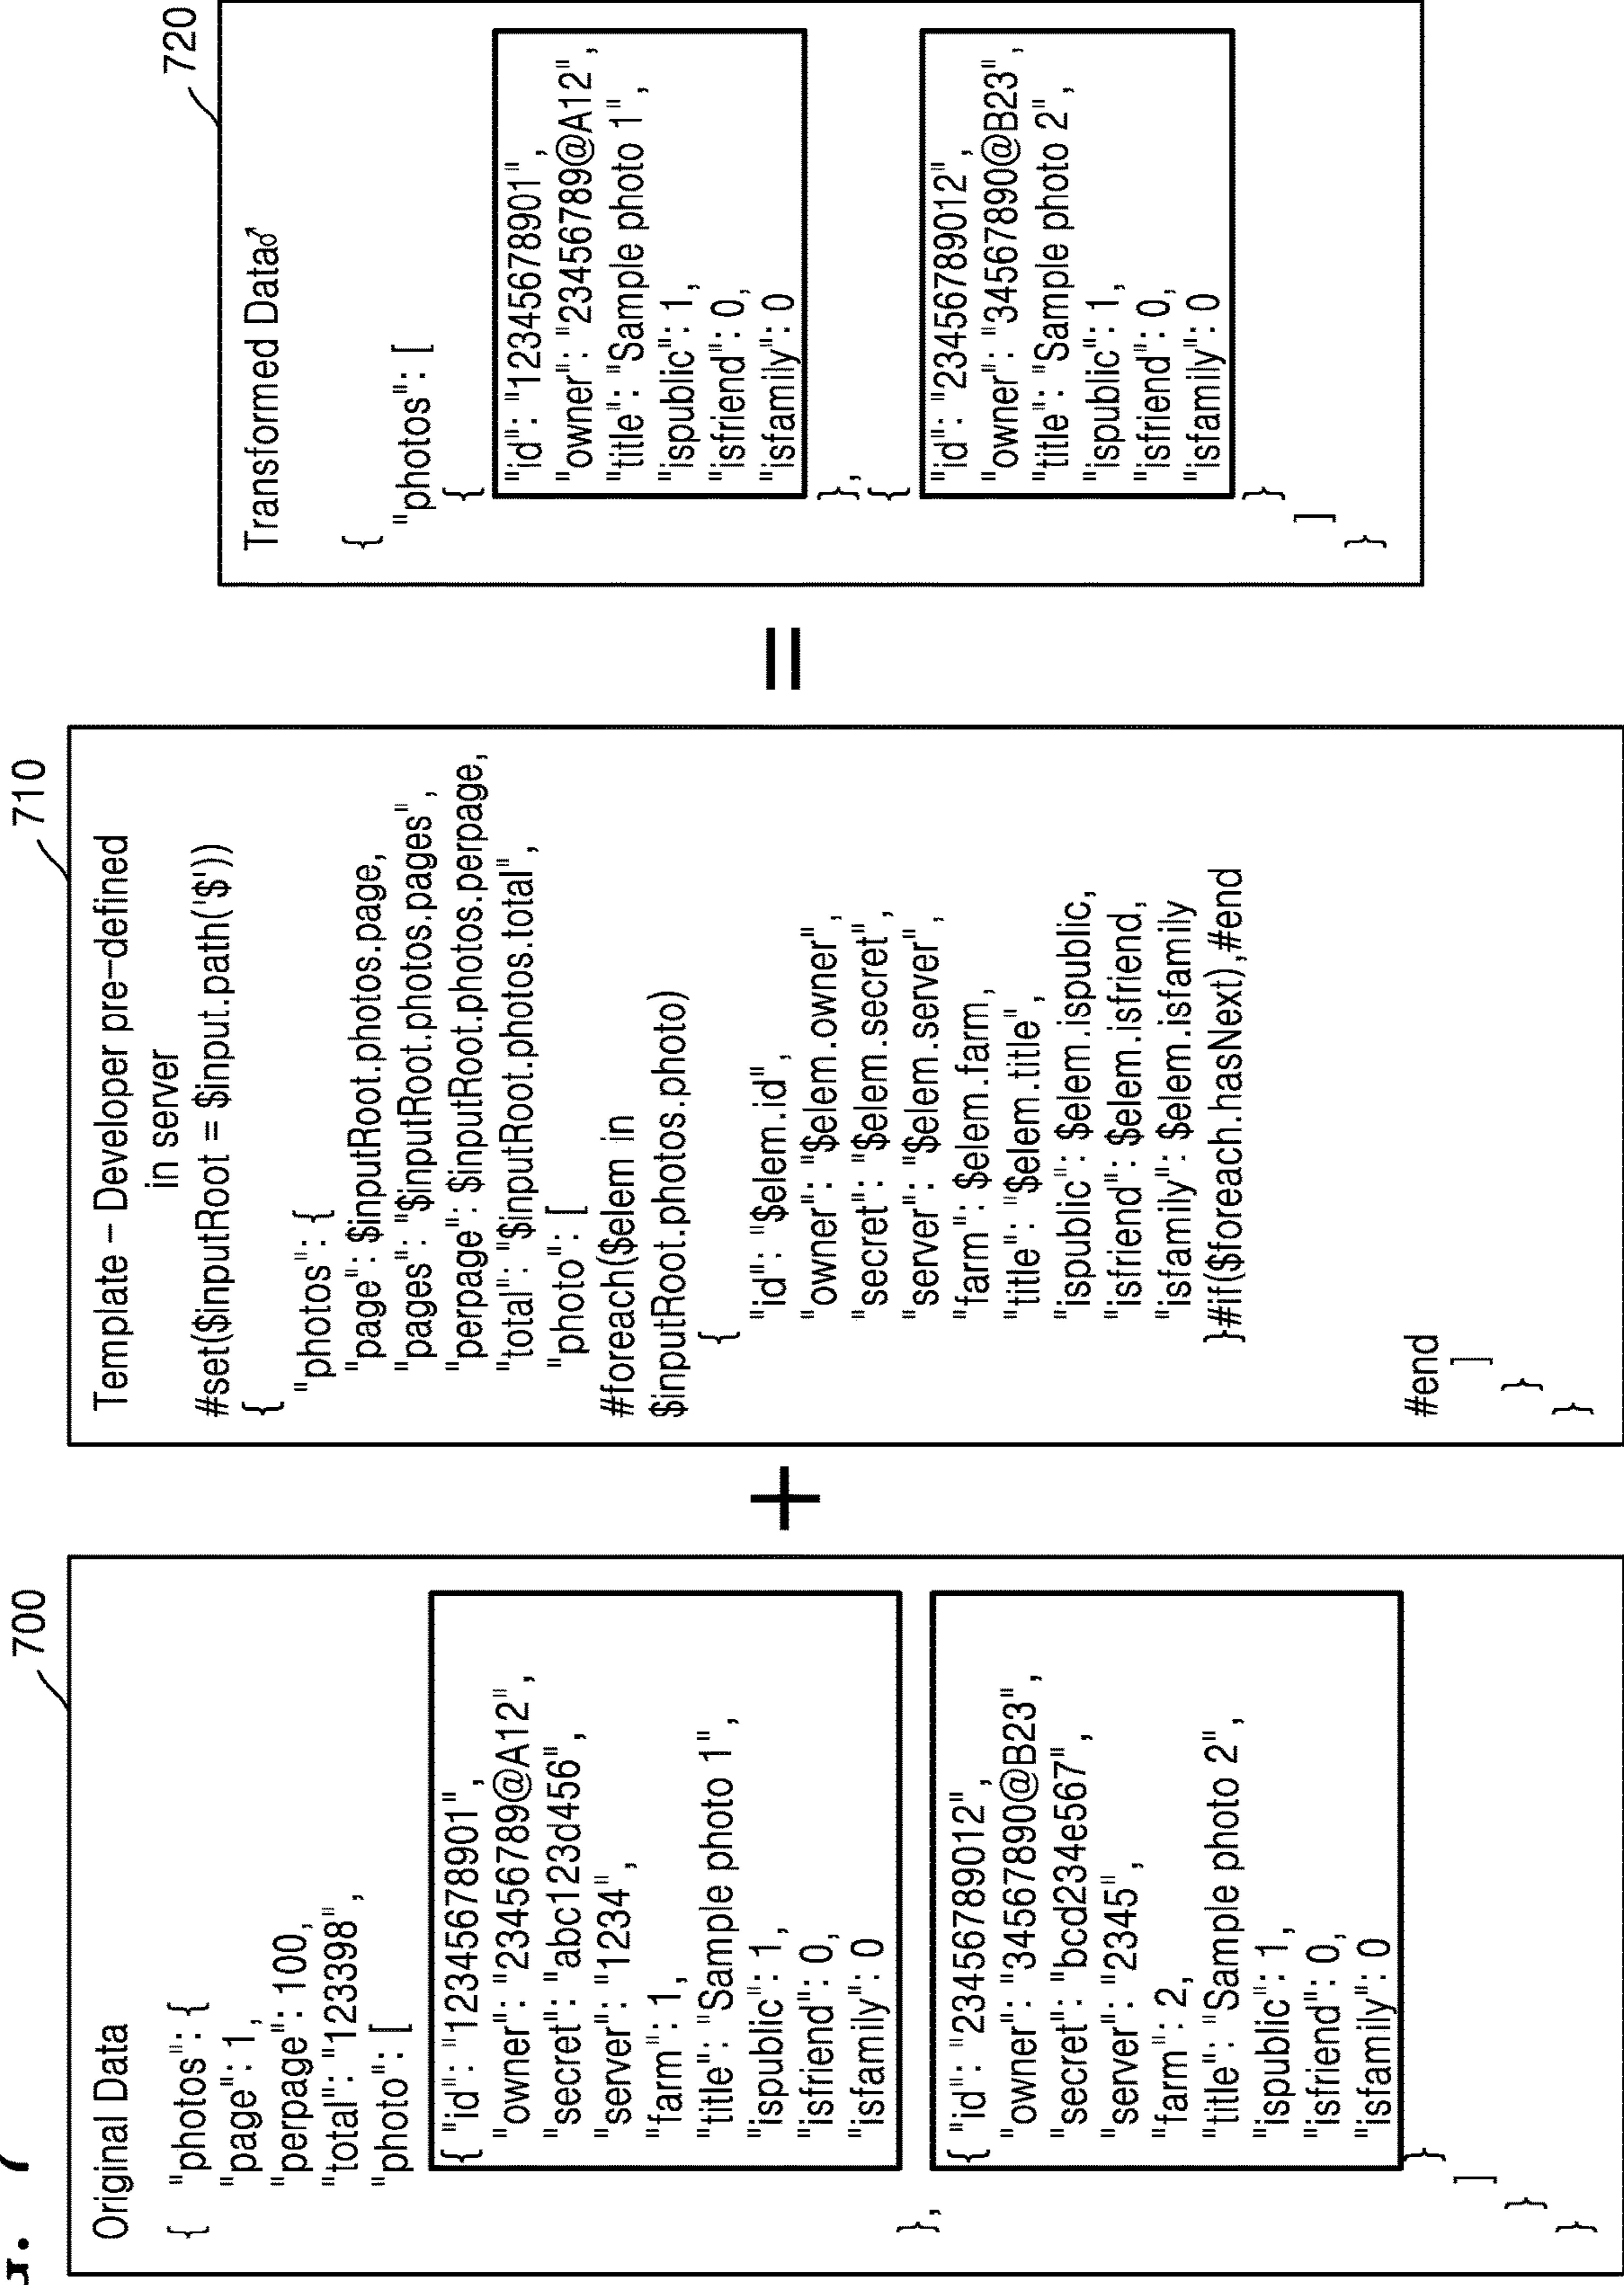 700
Original Data
{ "photos": {
"page": 1,
"perpage": 100,
"total": "123398",
"photo": [
{ "id": "12345678901",
"owner": "23456789@A12",
"secret": "abc123d456",
"server": "1234",
"farm": 1,
"title": "Sample photo 1",
"ispublic": 1,
"isfriend": 0,
"isfamily": 0
},
{ "id": "23456789012",
"owner": "34567890@B23",
"secret": "bcd234e567",
"server": "2345",
"farm": 2,
"title": "Sample photo 2",
"ispublic": 1,
"isfriend": 0,
"isfamily": 0
}
]
}
}
+
710
Template – Developer pre-defined
in server
#set($inputRoot = $input.path('$'))
{
"photos": {
"page": $inputRoot.photos.page,
"pages": "$inputRoot.photos.pages",
"perpage": $inputRoot.photos.perpage,
"total": "$inputRoot.photos.total",
"photo": [
#foreach($elem in
$inputRoot.photos.photo)
{
"id": "$elem.id",
"owner": "$elem.owner",
"secret": "$elem.secret",
"server": "$elem.server",
"farm": $elem.farm,
"title": "$elem.title",
"ispublic": $elem.ispublic,
"isfriend": $elem.isfriend,
"isfamily": $elem.isfamily
}#if($foreach.hasNext),#end
#end
]
}
}
=
720
Transformed Data♂
{
"photos": [
{
"id": "12345678901",
"owner": "23456789@A12",
"title": "Sample photo 1",
"ispublic": 1,
"isfriend": 0,
"isfamily": 0
},
{
"id": "23456789012",
"owner": "34567890@B23",
"title": "Sample photo 2",
"ispublic": 1,
"isfriend": 0,
"isfamily": 0
}
]
}